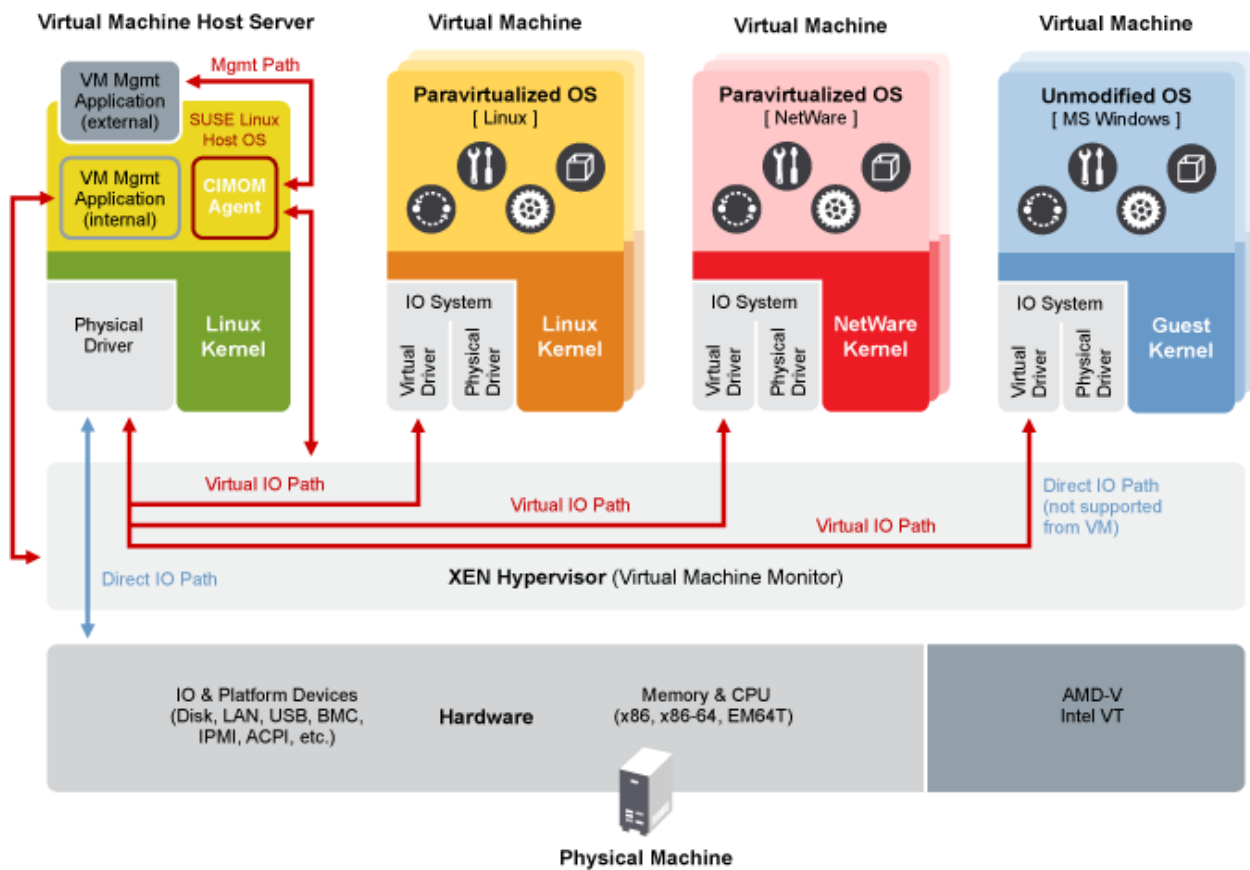 Virtual Machine Host Server
Virtual Machine
Virtual Machine
Virtual Machine
Mgmt Path
VM Mgmt
Application
(external)
SUSE Linux
Host OS
VM Mgmt
Application
(internal)
CIMOM
Agent
Physical
Driver
Linux
Kernel
Paravirtualized OS
[ Linux ]
IO System
Virtual
Driver
Physical
Driver
Linux
Kernel
Paravirtualized OS
[ NetWare ]
IO System
Virtual
Driver
Physical
Driver
NetWare
Kernel
Unmodified OS
[ MS Windows ]
IO System
Virtual
Driver
Physical
Driver
Guest
Kernel
Virtual IO Path
Virtual IO Path
Virtual IO Path
Direct IO Path
(not supported
from VM)
Direct IO Path
XEN Hypervisor (Virtual Machine Monitor)
IO & Platform Devices
(Disk, LAN, USB, BMC,
IPMI, ACPI, etc.)
Hardware
Memory & CPU
(x86, x86-64, EM64T)
AMD-V
Intel VT
Physical Machine